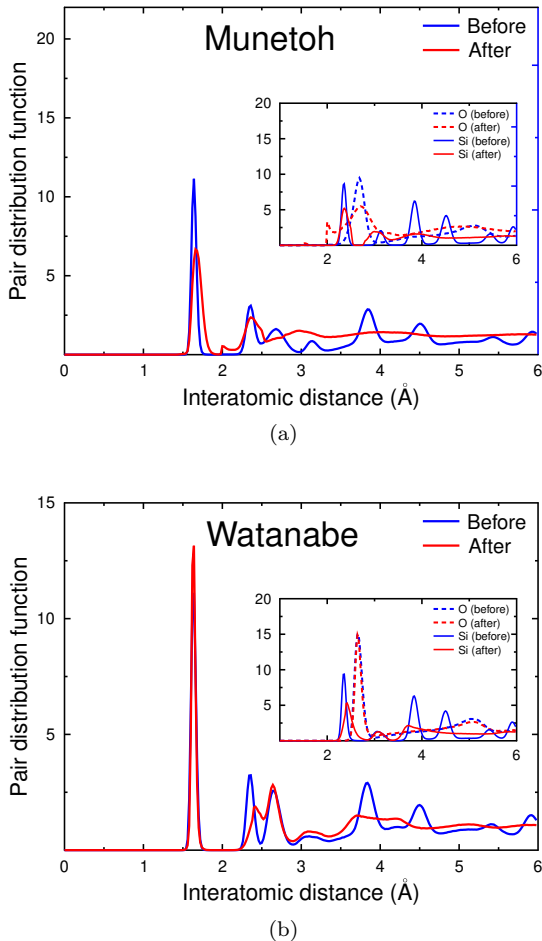 Munetoh
Before
After
Pair distribution function
20
15
10
5
O (before)
O (after)
Si (before)
Si (after)
20
15
10
5
2
4
6
0
1
2
3
4
5
6
Interatomic distance (Å)
(a)
Watanabe
Before
After
Pair distribution function
15
10
5
O (before)
O (after)
Si (before)
Si (after)
20
15
10
5
2
4
6
0
1
2
3
4
5
6
Interatomic distance (Å)
(b)